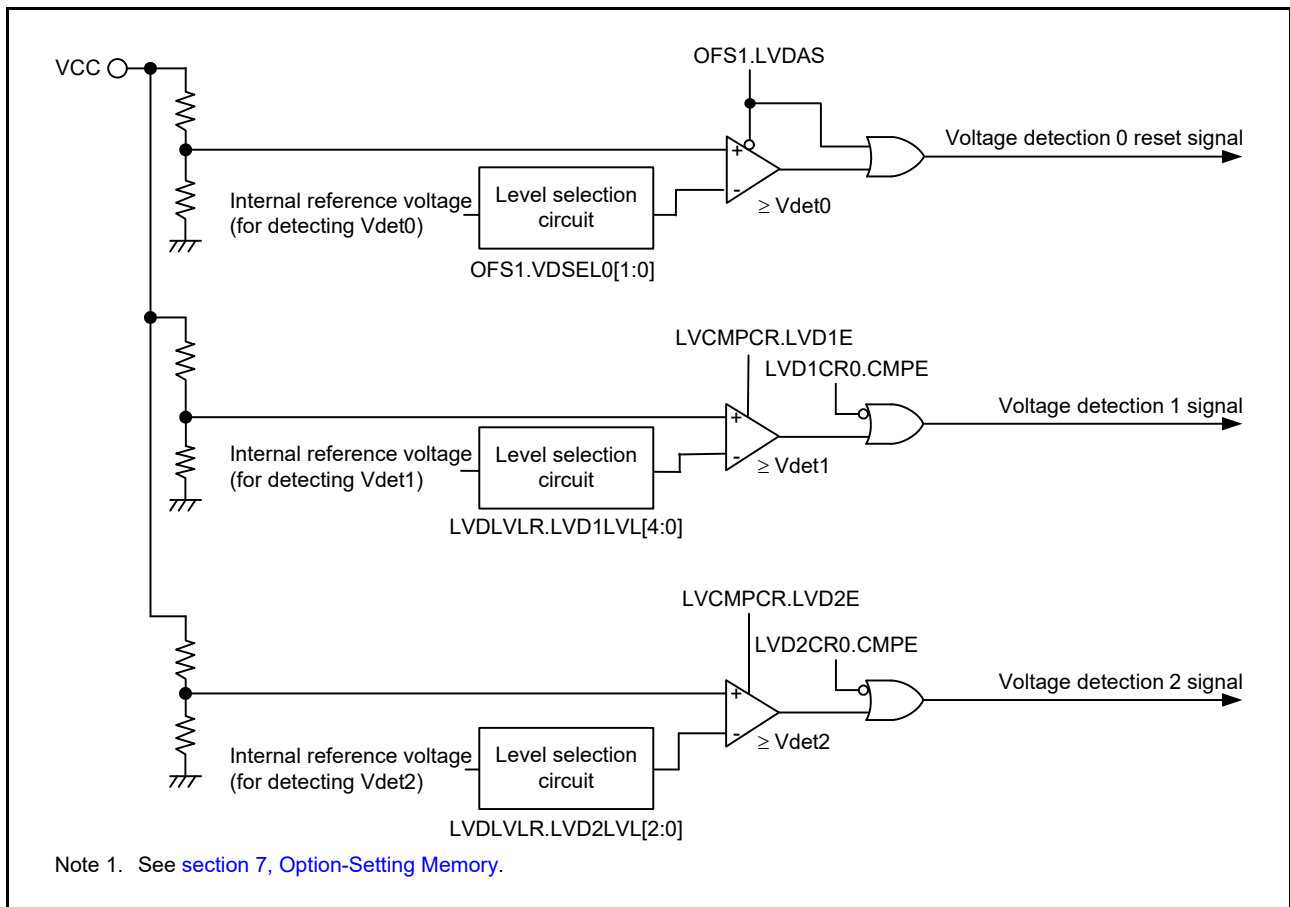 OFS1.LVDAS
VCC
Voltage detection 0 reset signal
+
-
Internal reference voltage
(for detecting Vdet0)
Level selection
circuit
≥ Vdet0
OFS1.VDSEL0[1:0]
LVCMPCR.LVD1E
LVD1CR0.CMPE
Voltage detection 1 signal
+
-
Internal reference voltage
(for detecting Vdet1)
Level selection
circuit
≥ Vdet1
LVDLVLR.LVD1LVL[4:0]
LVCMPCR.LVD2E
LVD2CR0.CMPE
Voltage detection 2 signal
+
-
Internal reference voltage
(for detecting Vdet2)
Level selection
circuit
≥ Vdet2
LVDLVLR.LVD2LVL[2:0]
Note 1. See section 7, Option-Setting Memory.